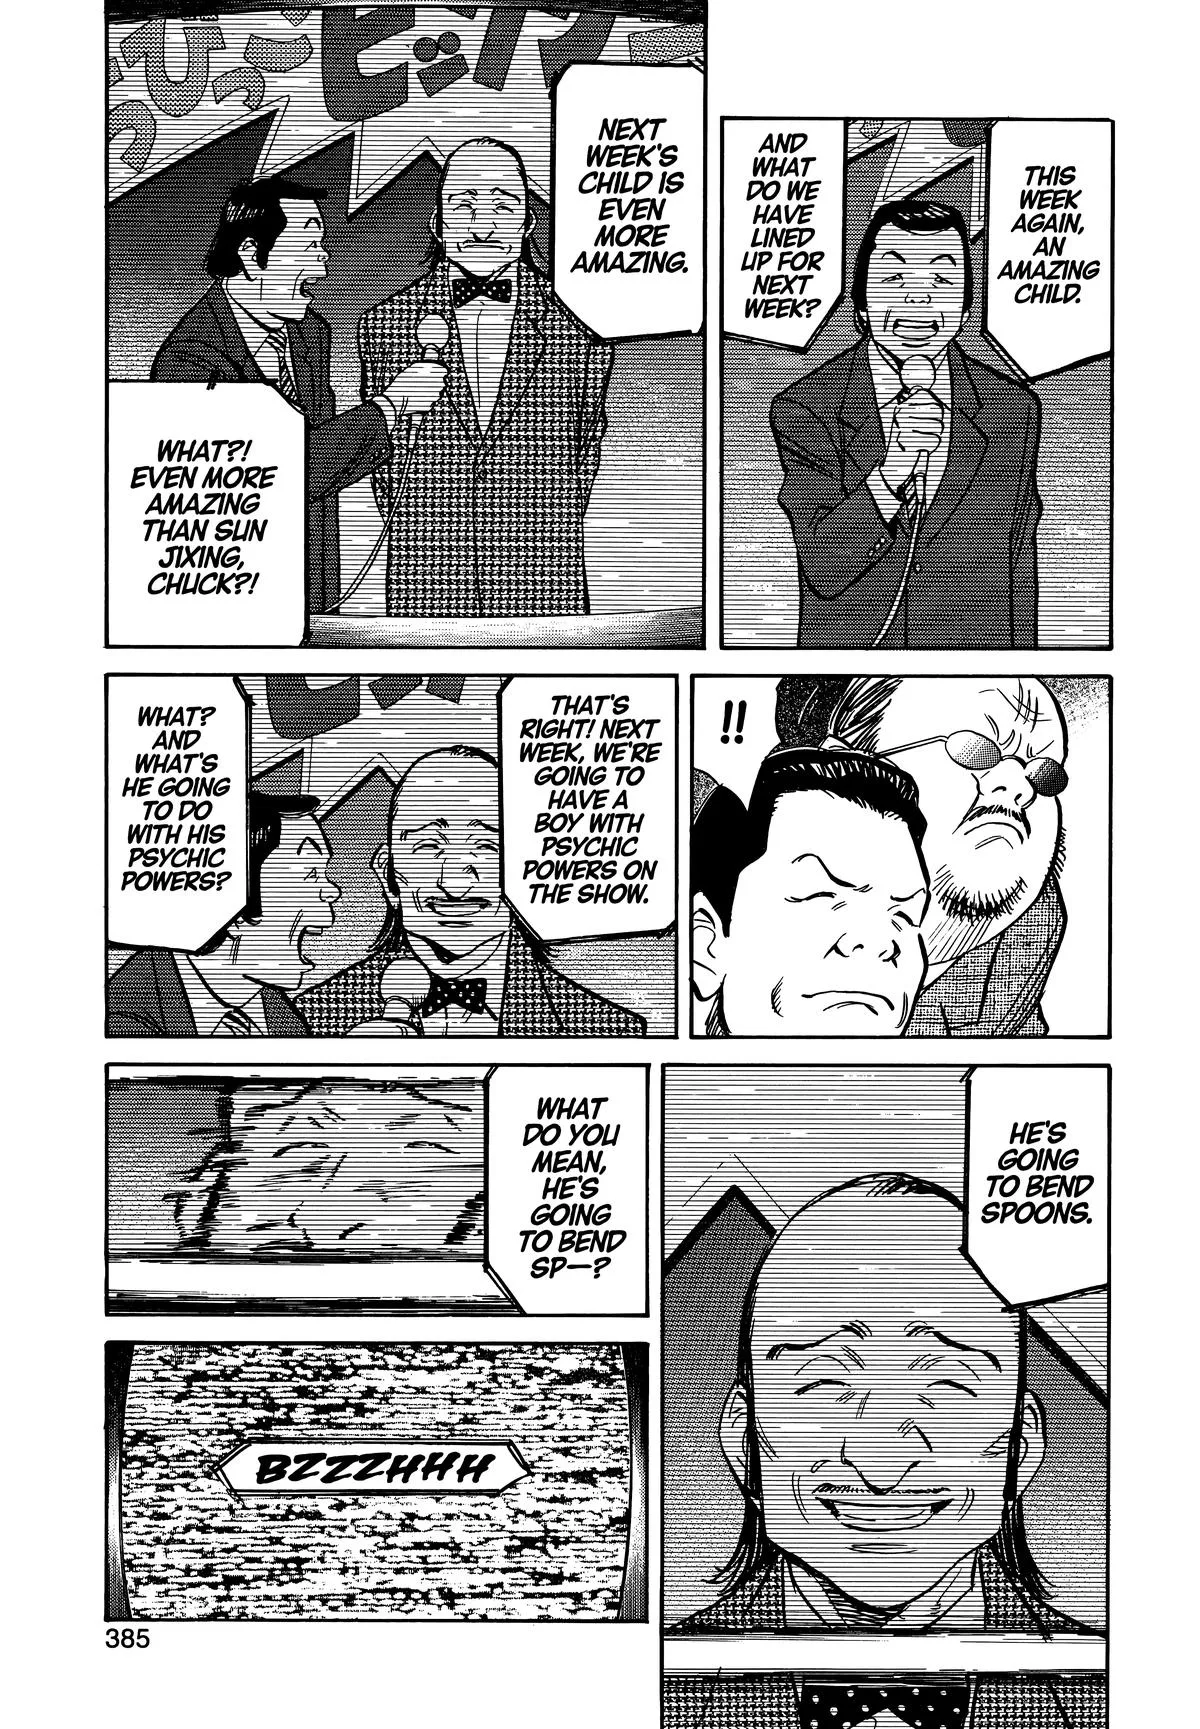 THIS
WEEK
AGAIN,
AN
AMAZING
CHILD.
AND
WHAT
DO WE
HAVE
LINED
UP FOR
NEXT
WEEK?
NEXT
WEEK'S
CHILD IS
EVEN
MORE
AMAZING.
WHAT?!
EVEN MORE
AMAZING
THAN SUN
JIXING,
CHUCK?!
!!
THAT'S
RIGHT! NEXT
WEEK, WE'RE
GOING TO
HAVE A
BOY WITH
PSYCHIC
POWERS ON
THE SHOW.
WHAT?
AND
WHAT'S
HE GOING
TO DO
WITH HIS
PSYCHIC
POWERS?
HE'S
GOING
TO BEND
SPOONS.
WHAT
DO YOU
MEAN,
HE'S
GOING
TO BEND
SP—?
BZZZHHH
385